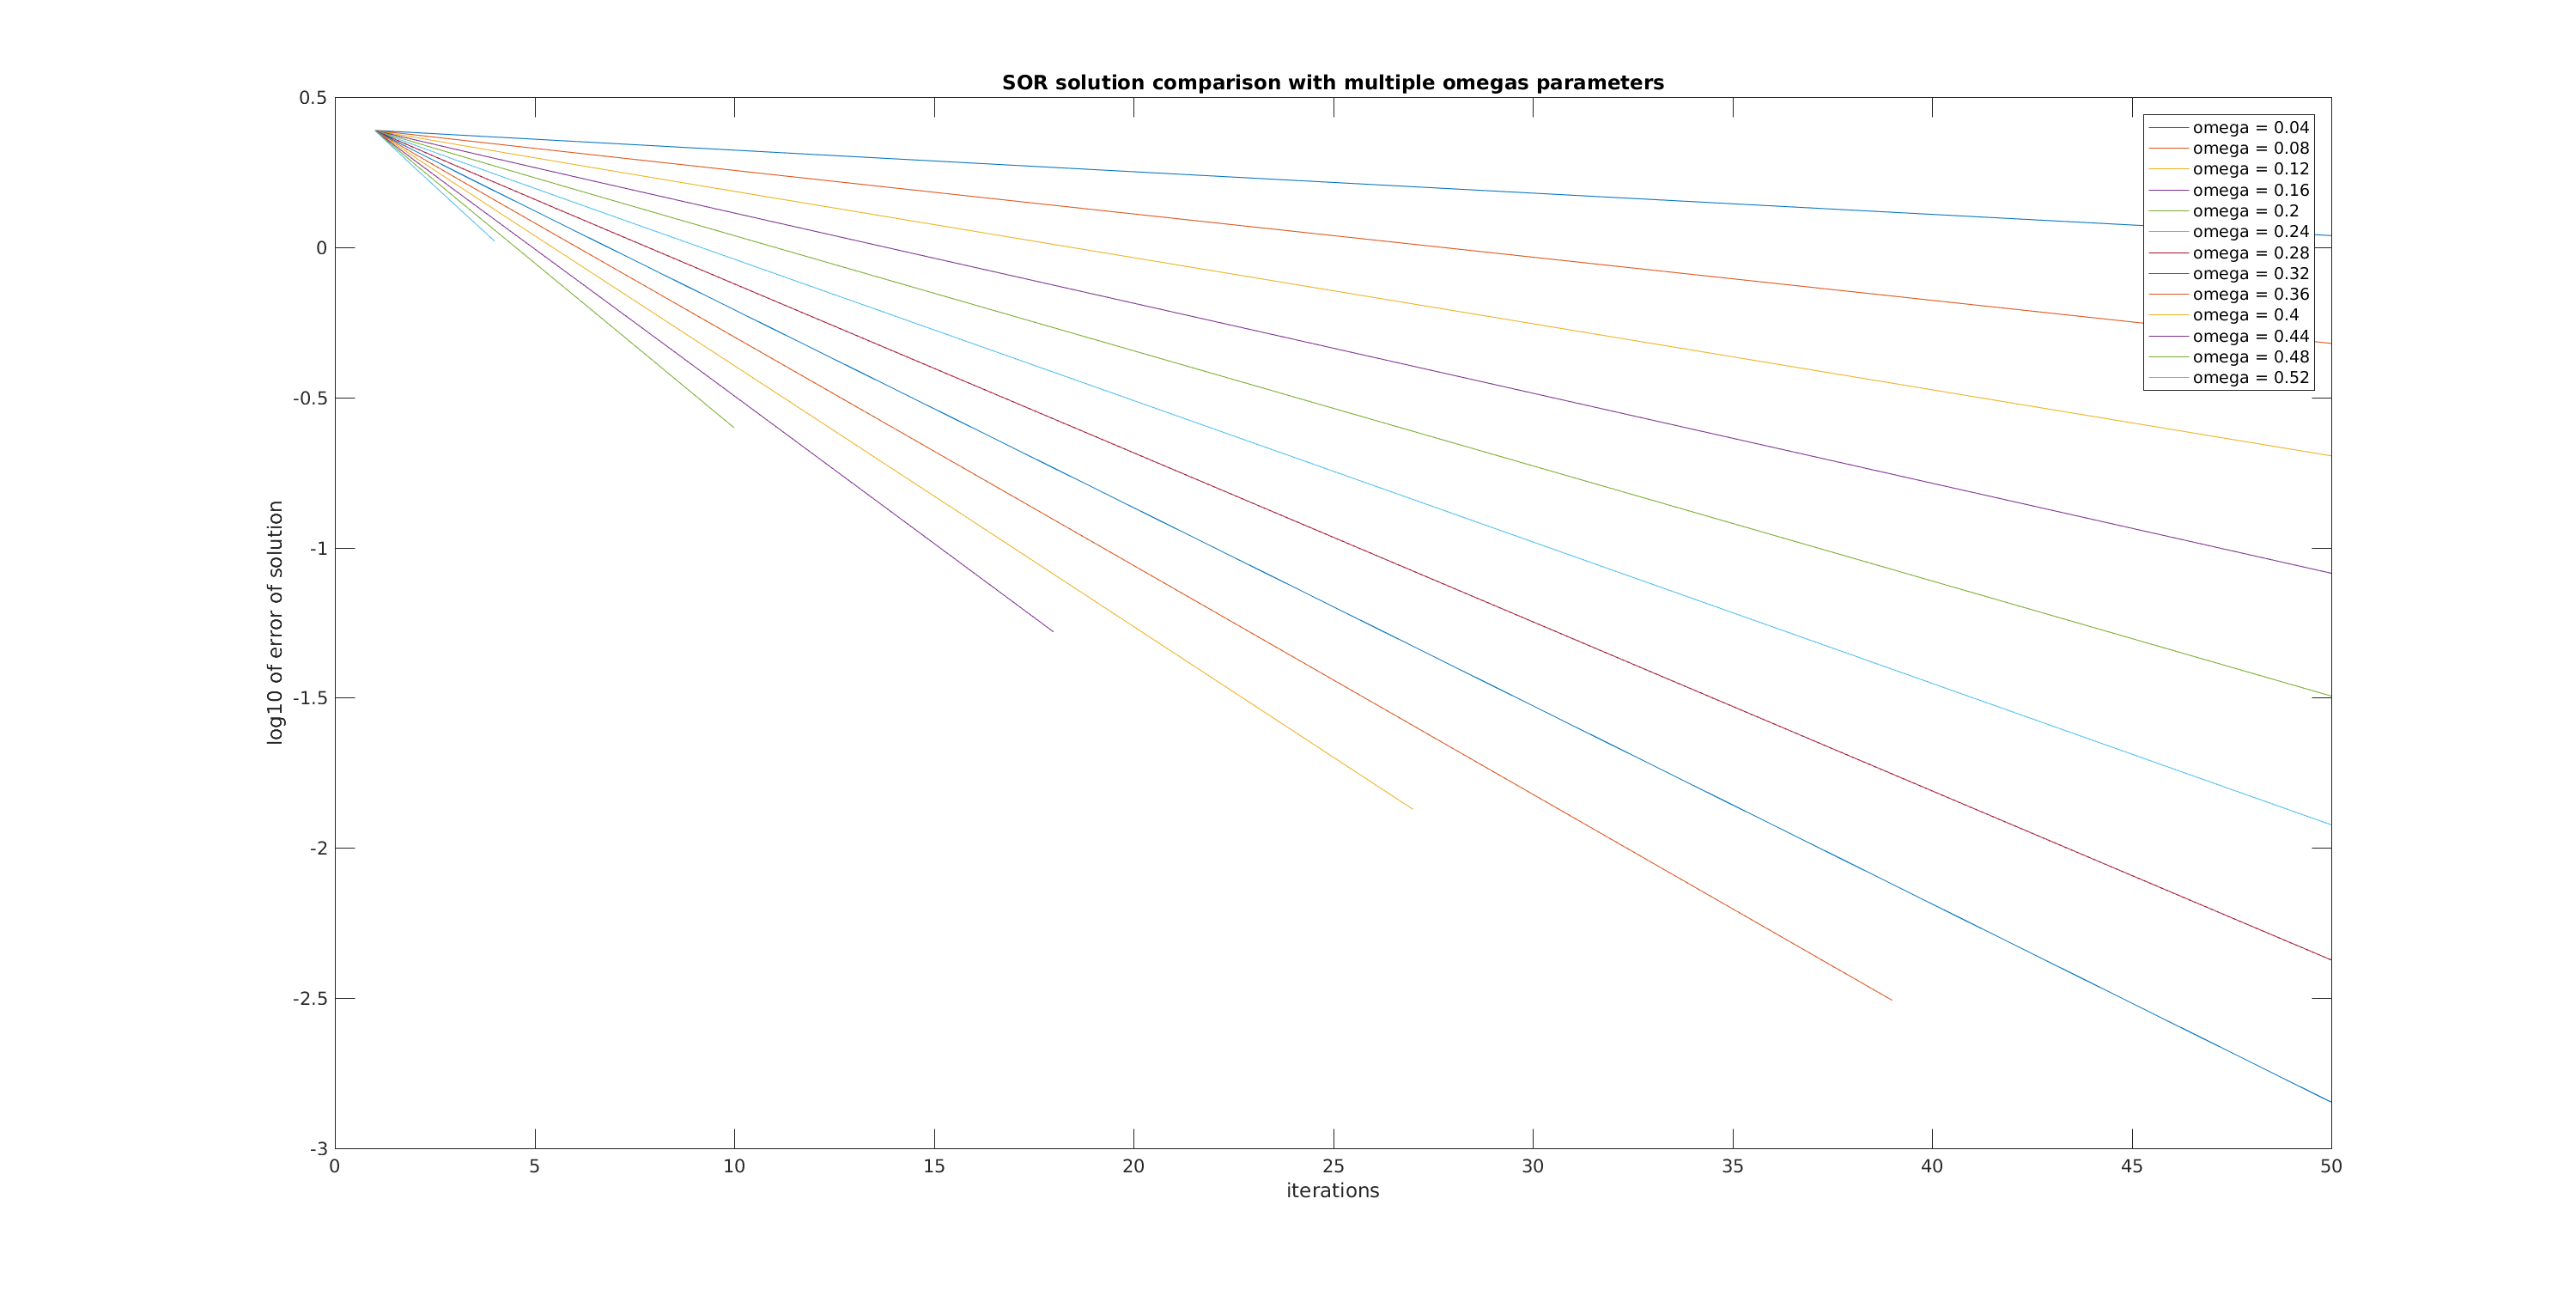 SOR solution comparison with multiple omegas parameters
0.5
0
-0.5
-1
-1.5
-2
-2.5
-3
log10 of error of solution
omega = 0.04
omega = 0.08
omega = 0.12
omega = 0.16
omega = 0.2
omega = 0.24
omega = 0.28
omega = 0.32
omega = 0.36
omega = 0.4
omega = 0.44
omega = 0.48
omega = 0.52
0 5 10 15 20 25 30 35 40 45 50
iterations